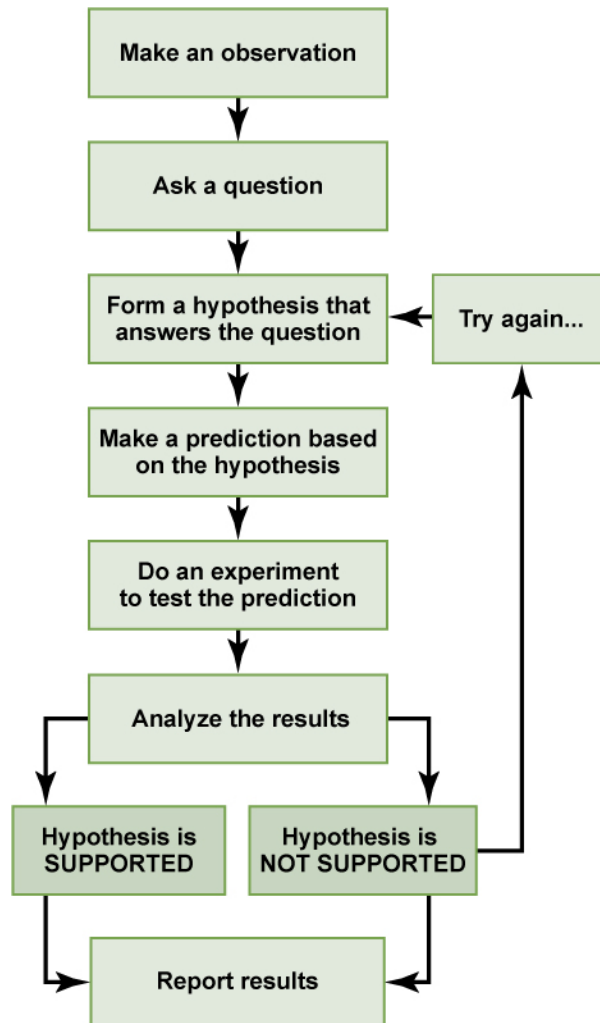 Make an observation
Ask a question
Form a hypothesis that
answers the question
Try again...
Make a prediction based
on the hypothesis
Do an experiment
to test the prediction
Analyze the results
Hypothesis is
SUPPORTED
Hypothesis is
NOT SUPPORTED
Report results